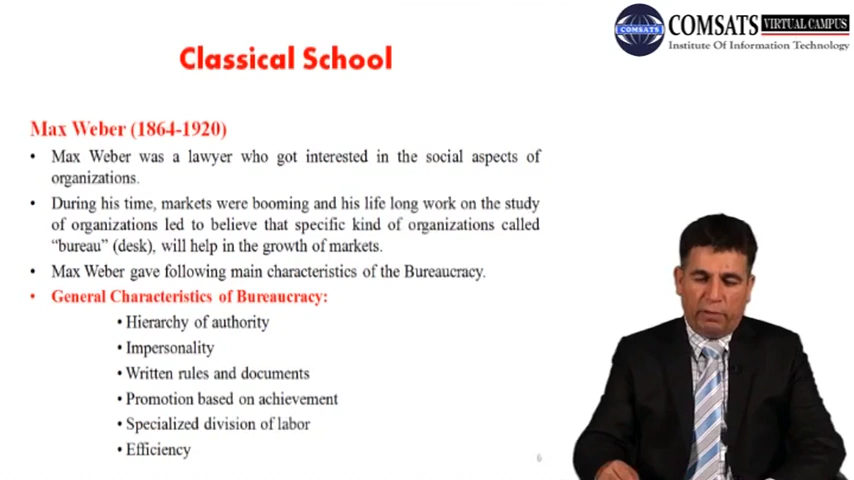 COMSATS
COMSATS VIRTUAL CAMPUS
Institute Of Information Technology
Classical School
Max Weber (1864-1920)
• Max Weber was a lawyer who got interested in the social aspects of
organizations.
• During his time, markets were booming and his life long work on the study
of organizations led to believe that specific kind of organizations called
“bureau” (desk), will help in the growth of markets.
• Max Weber gave following main characteristics of the Bureaucracy.
• General Characteristics of Bureaucracy:
• Hierarchy of authority
• Impersonality
• Written rules and documents
• Promotion based on achievement
• Specialized division of labor
• Efficiency
6